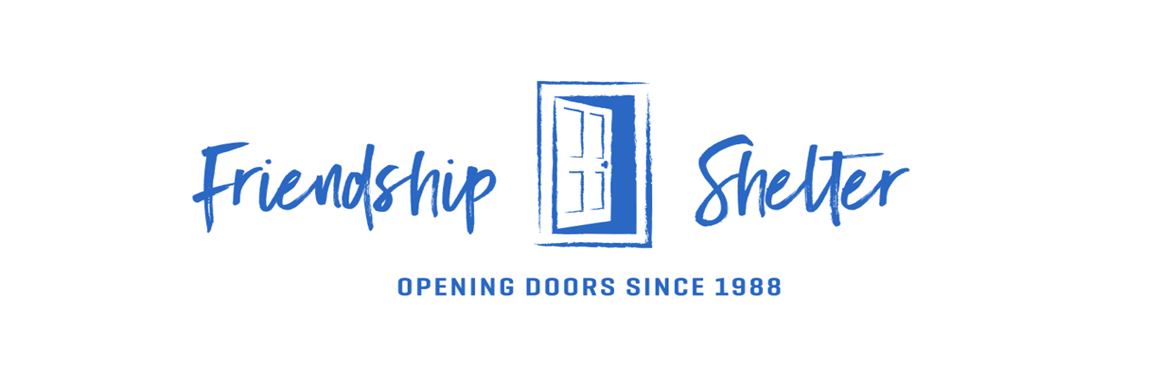 Friendship Shelter
OPENING DOORS SINCE 1988